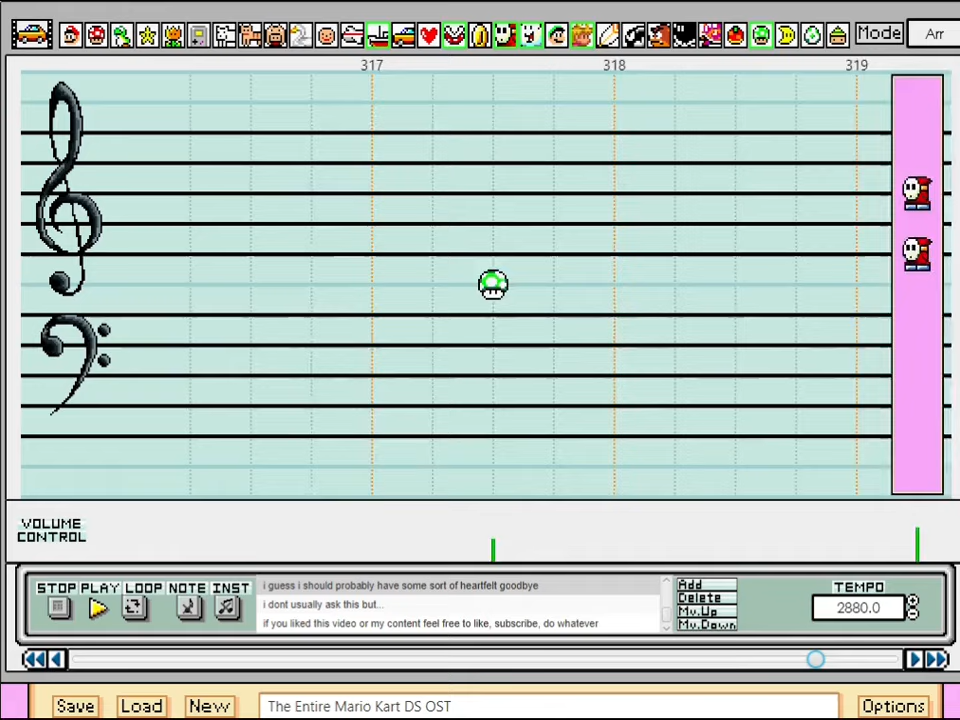 Mode
Arr
317 318 319
VOLUME
CONTROL
STOP PLAY LOOP NOTE INST
i guess i should probably have some sort of heartfelt goodbye
i dont usually ask this but...
if you liked this video or my content feel free to like, subscribe, do whatever
Add
Delete
Mv.Up
Mv.Down
TEMPO
2880.0
Save Load New
The Entire Mario Kart DS OST
Options